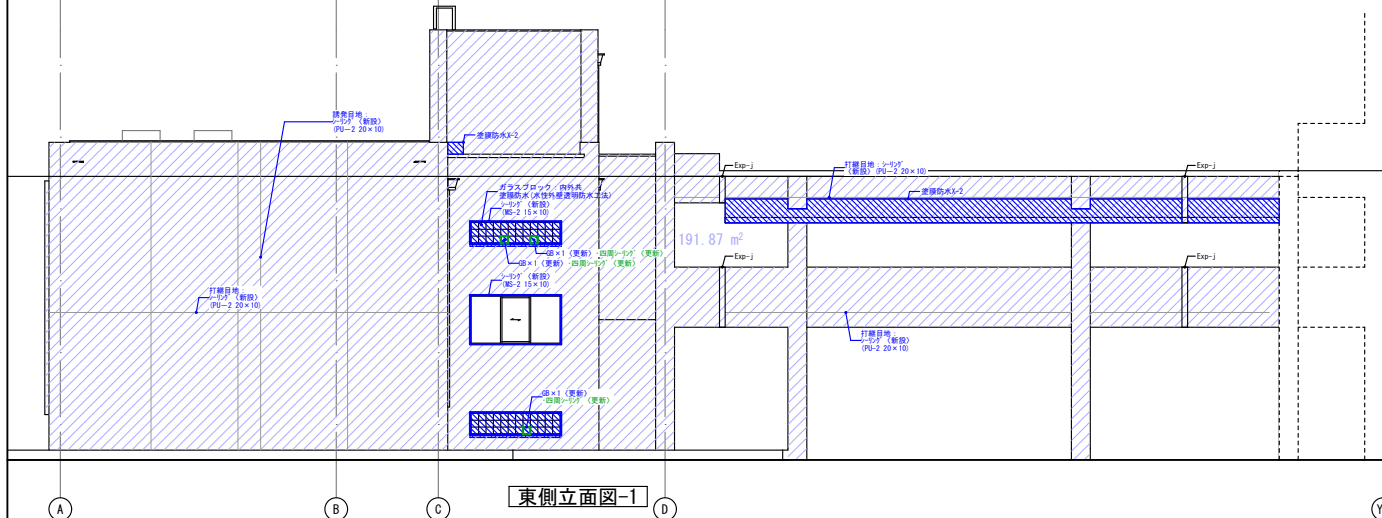 誘発目地:
シーリング(新設)
(PU-2 20×10)
塗膜防水X-2
Exp-j
打継目地:シーリング
(新設)(PU-2 20×10)
Exp-j
ガラスブロック:内外共
塗膜防水(水性外壁透明防水工法)
シーリング(新設)
(MS-2 15×10)
塗膜防水X-2
191.87 m²
GB×1(更新)・四周シーリング(更新)
GB×1(更新)・四周シーリング(更新)
Exp-j
Exp-j
シーリング(新設)
(MS-2 15×10)
打継目地:
シーリング(新設)
(PU-2 20×10)
打継目地:
シーリング(新設)
(PU-2 20×10)
GB×1(更新)
・四周シーリング(更新)
東側立面図-1
A
B
C
D
Y